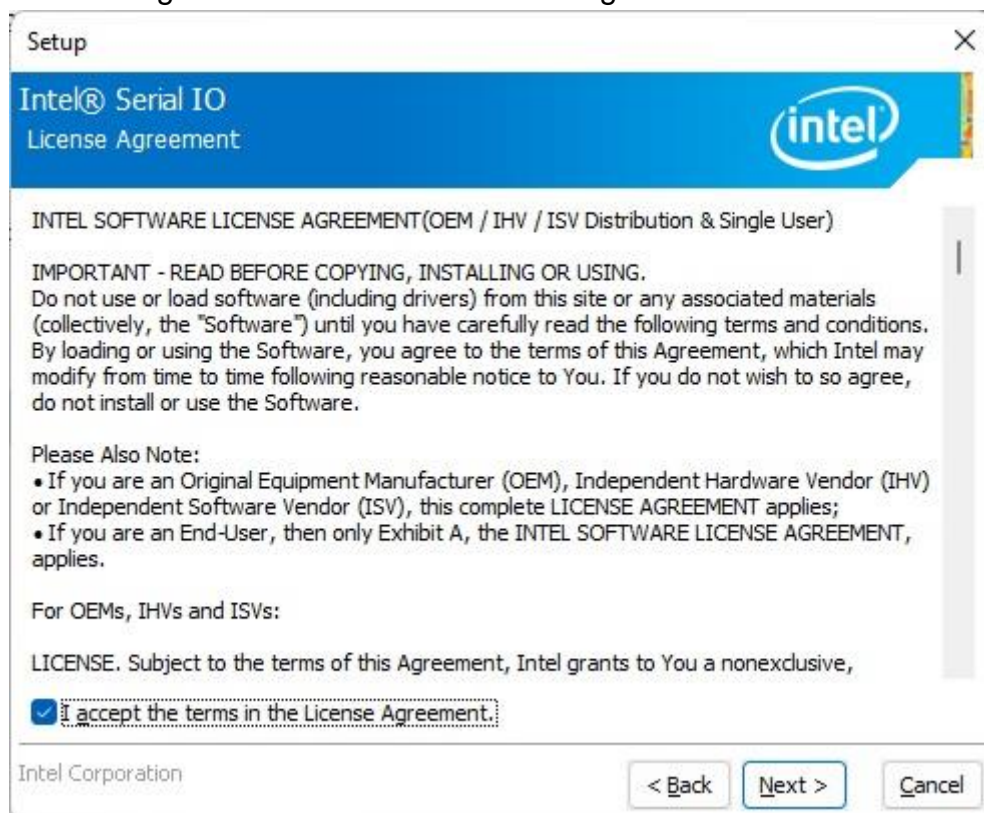 Setup
Intel® Serial IO
intel
License Agreement
INTEL SOFTWARE LICENSE AGREEMENT(OEM / IHV / ISV Distribution & Single User)
IMPORTANT - READ BEFORE COPYING, INSTALLING OR USING.
Do not use or load software (including drivers) from this site or any associated materials
(collectively, the "Software") until you have carefully read the following terms and conditions.
By loading or using the Software, you agree to the terms of this Agreement, which Intel may
modify from time to time following reasonable notice to You. If you do not wish to so agree,
do not install or use the Software.
Please Also Note:
• If you are an Original Equipment Manufacturer (OEM), Independent Hardware Vendor (IHV)
or Independent Software Vendor (ISV), this complete LICENSE AGREEMENT applies;
• If you are an End-User, then only Exhibit A, the INTEL SOFTWARE LICENSE AGREEMENT,
applies.
For OEMs, IHVs and ISVs:
LICENSE. Subject to the terms of this Agreement, Intel grants to You a nonexclusive,
I accept the terms in the License Agreement.
Intel Corporation
< Back Next > Cancel